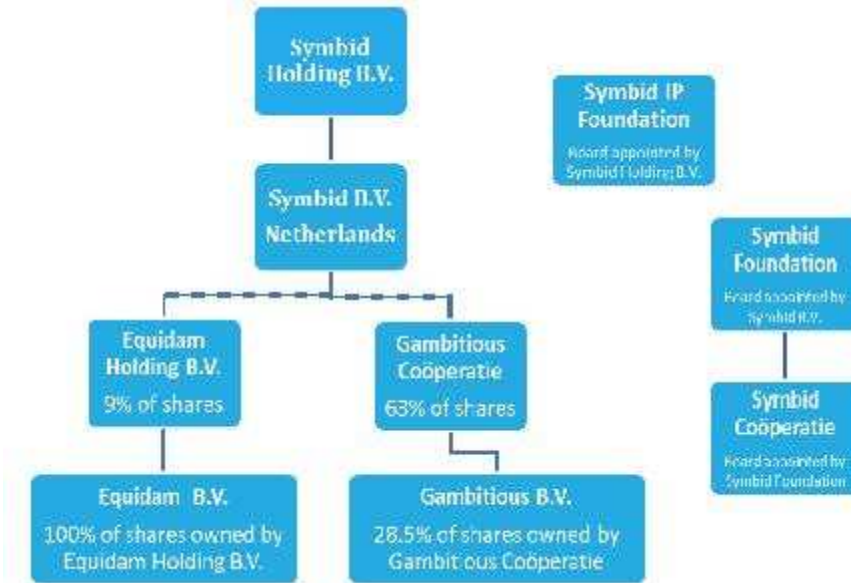 Symbid
Holding B.V.
Symbid IP
Foundation
Board appointed by
Symbid Holding B.V.
Symbid B.V.
Netherlands
Symbid
Foundation
Board appointed by
Symbid B.V.
Equidam
Holding B.V.
9% of shares
Gambitious
Coöperatie
63% of shares
Symbid
Coöperatie
Board appointed by
Symbid Foundation
Equidam B.V.
100% of shares owned by
Equidam Holding B.V.
Gambitious B.V.
28.5% of shares owned by
Gambitious Coöperatie